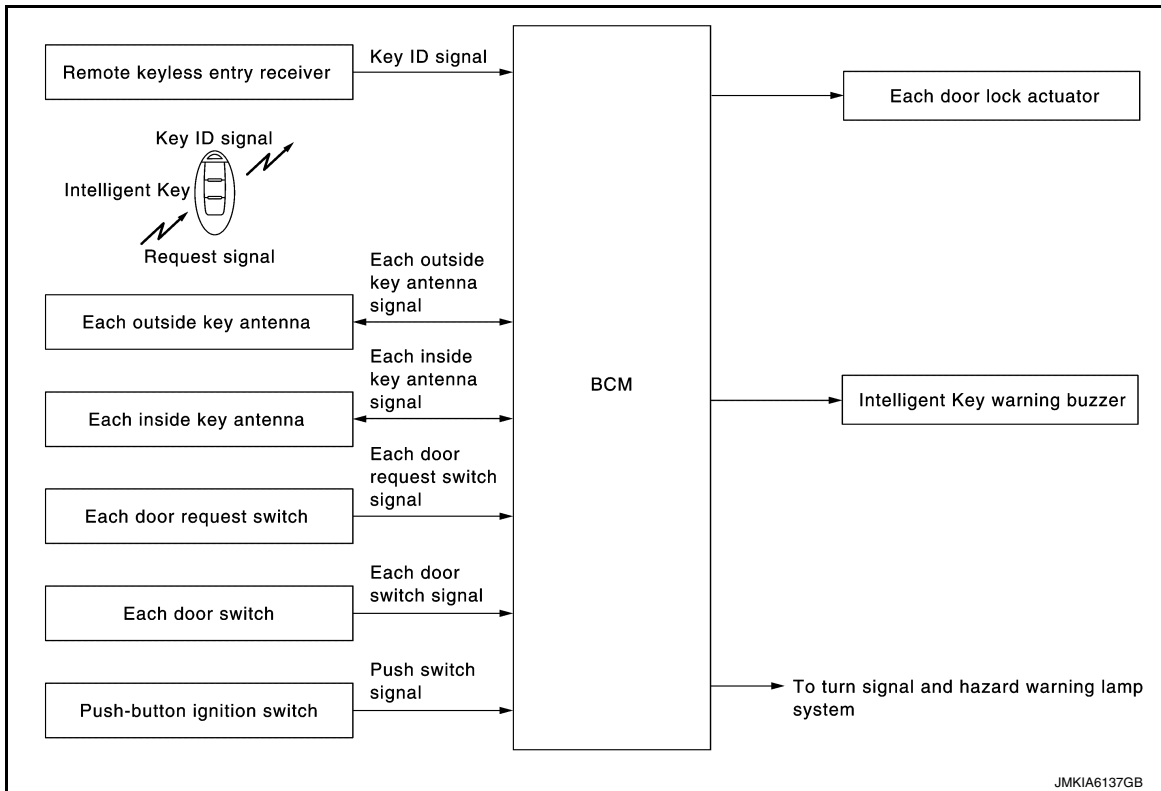 Remote keyless entry receiver
Key ID signal
Key ID signal
Intelligent Key
Request signal
Each outside
key antenna
signal
Each outside key antenna
Each inside
key antenna
signal
Each inside key antenna
Each door
request switch
signal
Each door request switch
Each door
switch signal
Each door switch
Push switch
signal
Push-button ignition switch
BCM
Each door lock actuator
Intelligent Key warning buzzer
To turn signal and hazard warning lamp
system
JMKIA6137GB